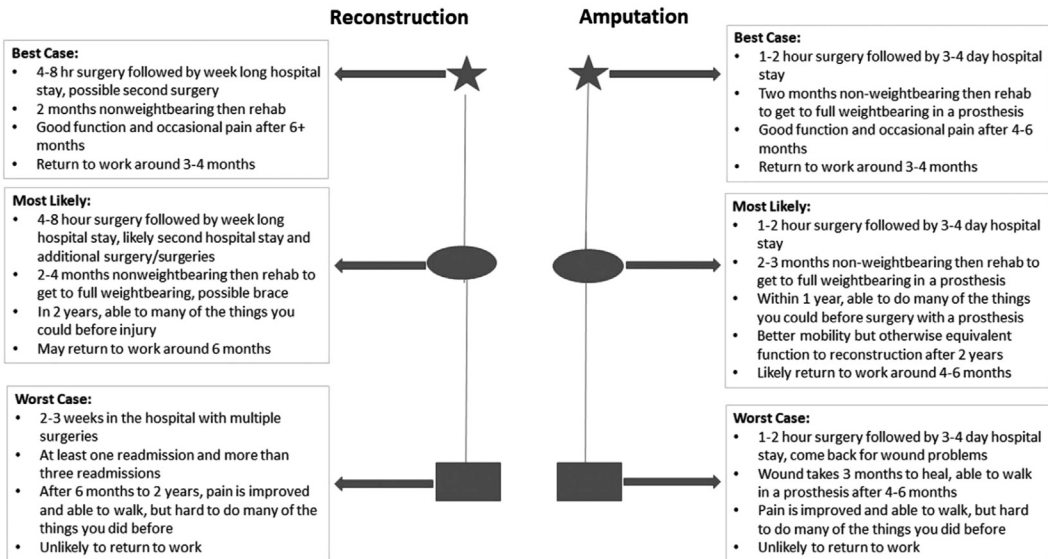 Reconstruction
Best Case:
• 4-8 hr surgery followed by week long hospital
stay, possible second surgery
• 2 months nonweightbearing then rehab
• Good function and occasional pain after 6+
months
• Return to work around 3-4 months
Most Likely:
• 4-8 hour surgery followed by week long
hospital stay, likely second hospital stay and
additional surgery/surgeries
• 2-4 months nonweightbearing then rehab to
get to full weightbearing, possible brace
• In 2 years, able to many of the things you
could before injury
• May return to work around 6 months
Worst Case:
• 2-3 weeks in the hospital with multiple
surgeries
• At least one readmission and more than
three readmissions
• After 6 months to 2 years, pain is improved
and able to walk, but hard to do many of the
things you did before
• Unlikely to return to work
Amputation
Best Case:
• 1-2 hour surgery followed by 3-4 day hospital
stay
• Two months non-weightbearing then rehab
to get to full weightbearing in a prosthesis
• Good function and occasional pain after 4-6
months
• Return to work around 3-4 months
Most Likely:
• 1-2 hour surgery followed by 3-4 day hospital
stay
• 2-3 months non-weightbearing then rehab to
get to full weightbearing in a prosthesis
• Within 1 year, able to do many of the things
you could before surgery with a prosthesis
• Better mobility but otherwise equivalent
function to reconstruction after 2 years
• Likely return to work around 4-6 months
Worst Case:
• 1-2 hour surgery followed by 3-4 day hospital
stay, come back for wound problems
• Wound takes 3 months to heal, able to walk
in a prosthesis after 4-6 months
• Pain is improved and able to walk, but hard
to do many of the things you did before
• Unlikely to return to work